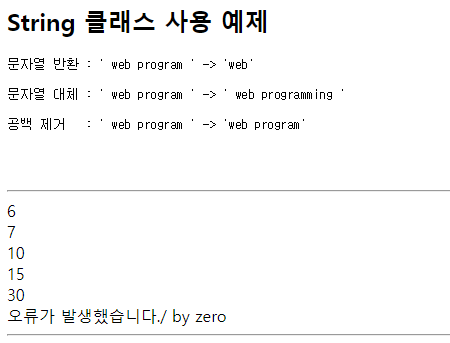 String 클래스 사용 예제
문자열 반환 : ' web program ' -> 'web'
문자열 대체 : ' web program ' -> ' web programming '
공백 제거   : ' web program ' -> 'web program'
6
7
10
15
30
오류가 발생했습니다./ by zero